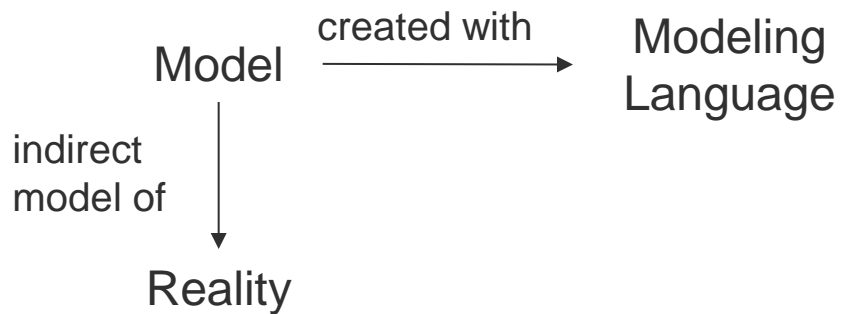 created with
Model
Modeling
Language
indirect
model of
Reality